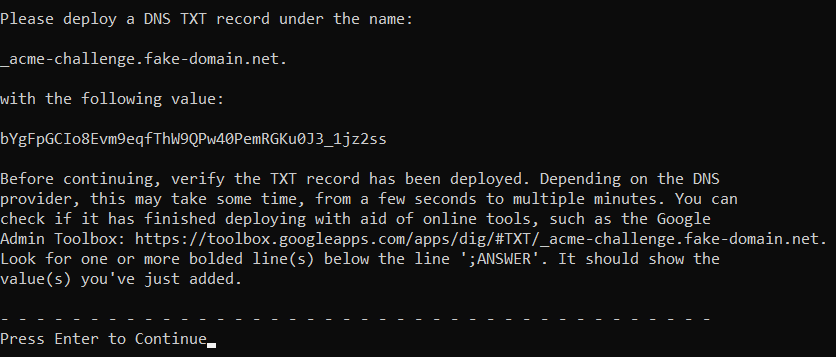 Please deploy a DNS TXT record under the name:
_acme-challenge.fake-domain.net.
with the following value:
bYgFpGCIo8Evm9eqfThW9QPw40PemRGKu0J3_1jz2ss
Before continuing, verify the TXT record has been deployed. Depending on the DNS
provider, this may take some time, from a few seconds to multiple minutes. You can
check if it has finished deploying with aid of online tools, such as the Google
Admin Toolbox: https://toolbox.googleapps.com/apps/dig/#TXT/_acme-challenge.fake-domain.net.
Look for one or more bolded line(s) below the line ';ANSWER'. It should show the
value(s) you've just added.
- - - - - - - - - - - - - - - - - - - - - - - - - - - - - - - - - - - - - - - -
Press Enter to Continue